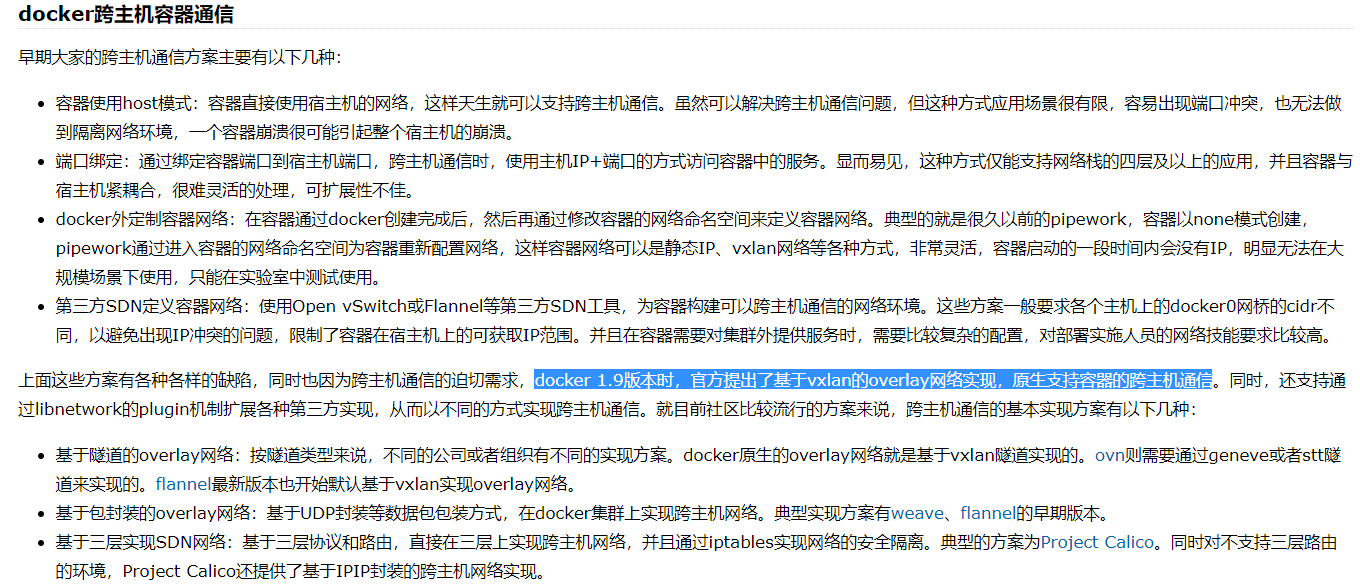 docker跨主机容器通信
早期大家的跨主机通信方案主要有以下几种：
容器使用host模式：容器直接使用宿主机的网络，这样天生就可以支持跨主机通信。虽然可以解决跨主机通信问题，但这种方式应用场景很有限，容易出现端口冲突，也无法做
到隔离网络环境，一个容器崩溃很可能引起整个宿主机的崩溃。
端口绑定：通过绑定容器端口到宿主机端口，跨主机通信时，使用主机IP+端口的方式访问容器中的服务。显而易见，这种方式仅能支持网络栈的四层及以上的应用，并且容器与
宿主机紧耦合，很难灵活的处理，可扩展性不佳。
docker外定制容器网络：在容器通过docker创建完成后，然后再通过修改容器的网络命名空间来定义容器网络。典型的就是很久以前的pipework，容器以none模式创建，
pipework通过进入容器的网络命名空间为容器重新配置网络，这样容器网络可以是静态IP、vxlan网络等各种方式，非常灵活，容器启动的一段时间内会没有IP，明显无法在大
规模场景下使用，只能在实验室中测试使用。
第三方SDN定义容器网络：使用Open vSwitch或Flannel等第三方SDN工具，为容器构建可以跨主机通信的网络环境。这些方案一般要求各个主机上的docker0网桥的cidr不
同，以避免出现IP冲突的问题，限制了容器在宿主机上的可获取IP范围。并且在容器需要对集群外提供服务时，需要比较复杂的配置，对部署实施人员的网络技能要求比较高。
上面这些方案有各种各样的缺陷，同时也因为跨主机通信的迫切需求，docker 1.9版本时，官方提出了基于vxlan的overlay网络实现，原生支持容器的跨主机通信。同时，还支持通
过libnetwork的plugin机制扩展各种第三方实现，从而以不同的方式实现跨主机通信。就目前社区比较流行的方案来说，跨主机通信的基本实现方案有以下几种：
基于隧道的overlay网络：按隧道类型来说，不同的公司或者组织有不同的实现方案。docker原生的overlay网络就是基于vxlan隧道实现的。ovn则需要通过geneve或者stt隧
道来实现的。flannel最新版本也开始默认基于vxlan实现overlay网络。
基于包封装的overlay网络：基于UDP封装等数据包包装方式，在docker集群上实现跨主机网络。典型实现方案有weave、flannel的早期版本。
基于三层实现SDN网络：基于三层协议和路由，直接在三层上实现跨主机网络，并且通过iptables实现网络的安全隔离。典型的方案为Project Calico。同时对不支持三层路由
的环境，Project Calico还提供了基于IPIP封装的跨主机网络实现。